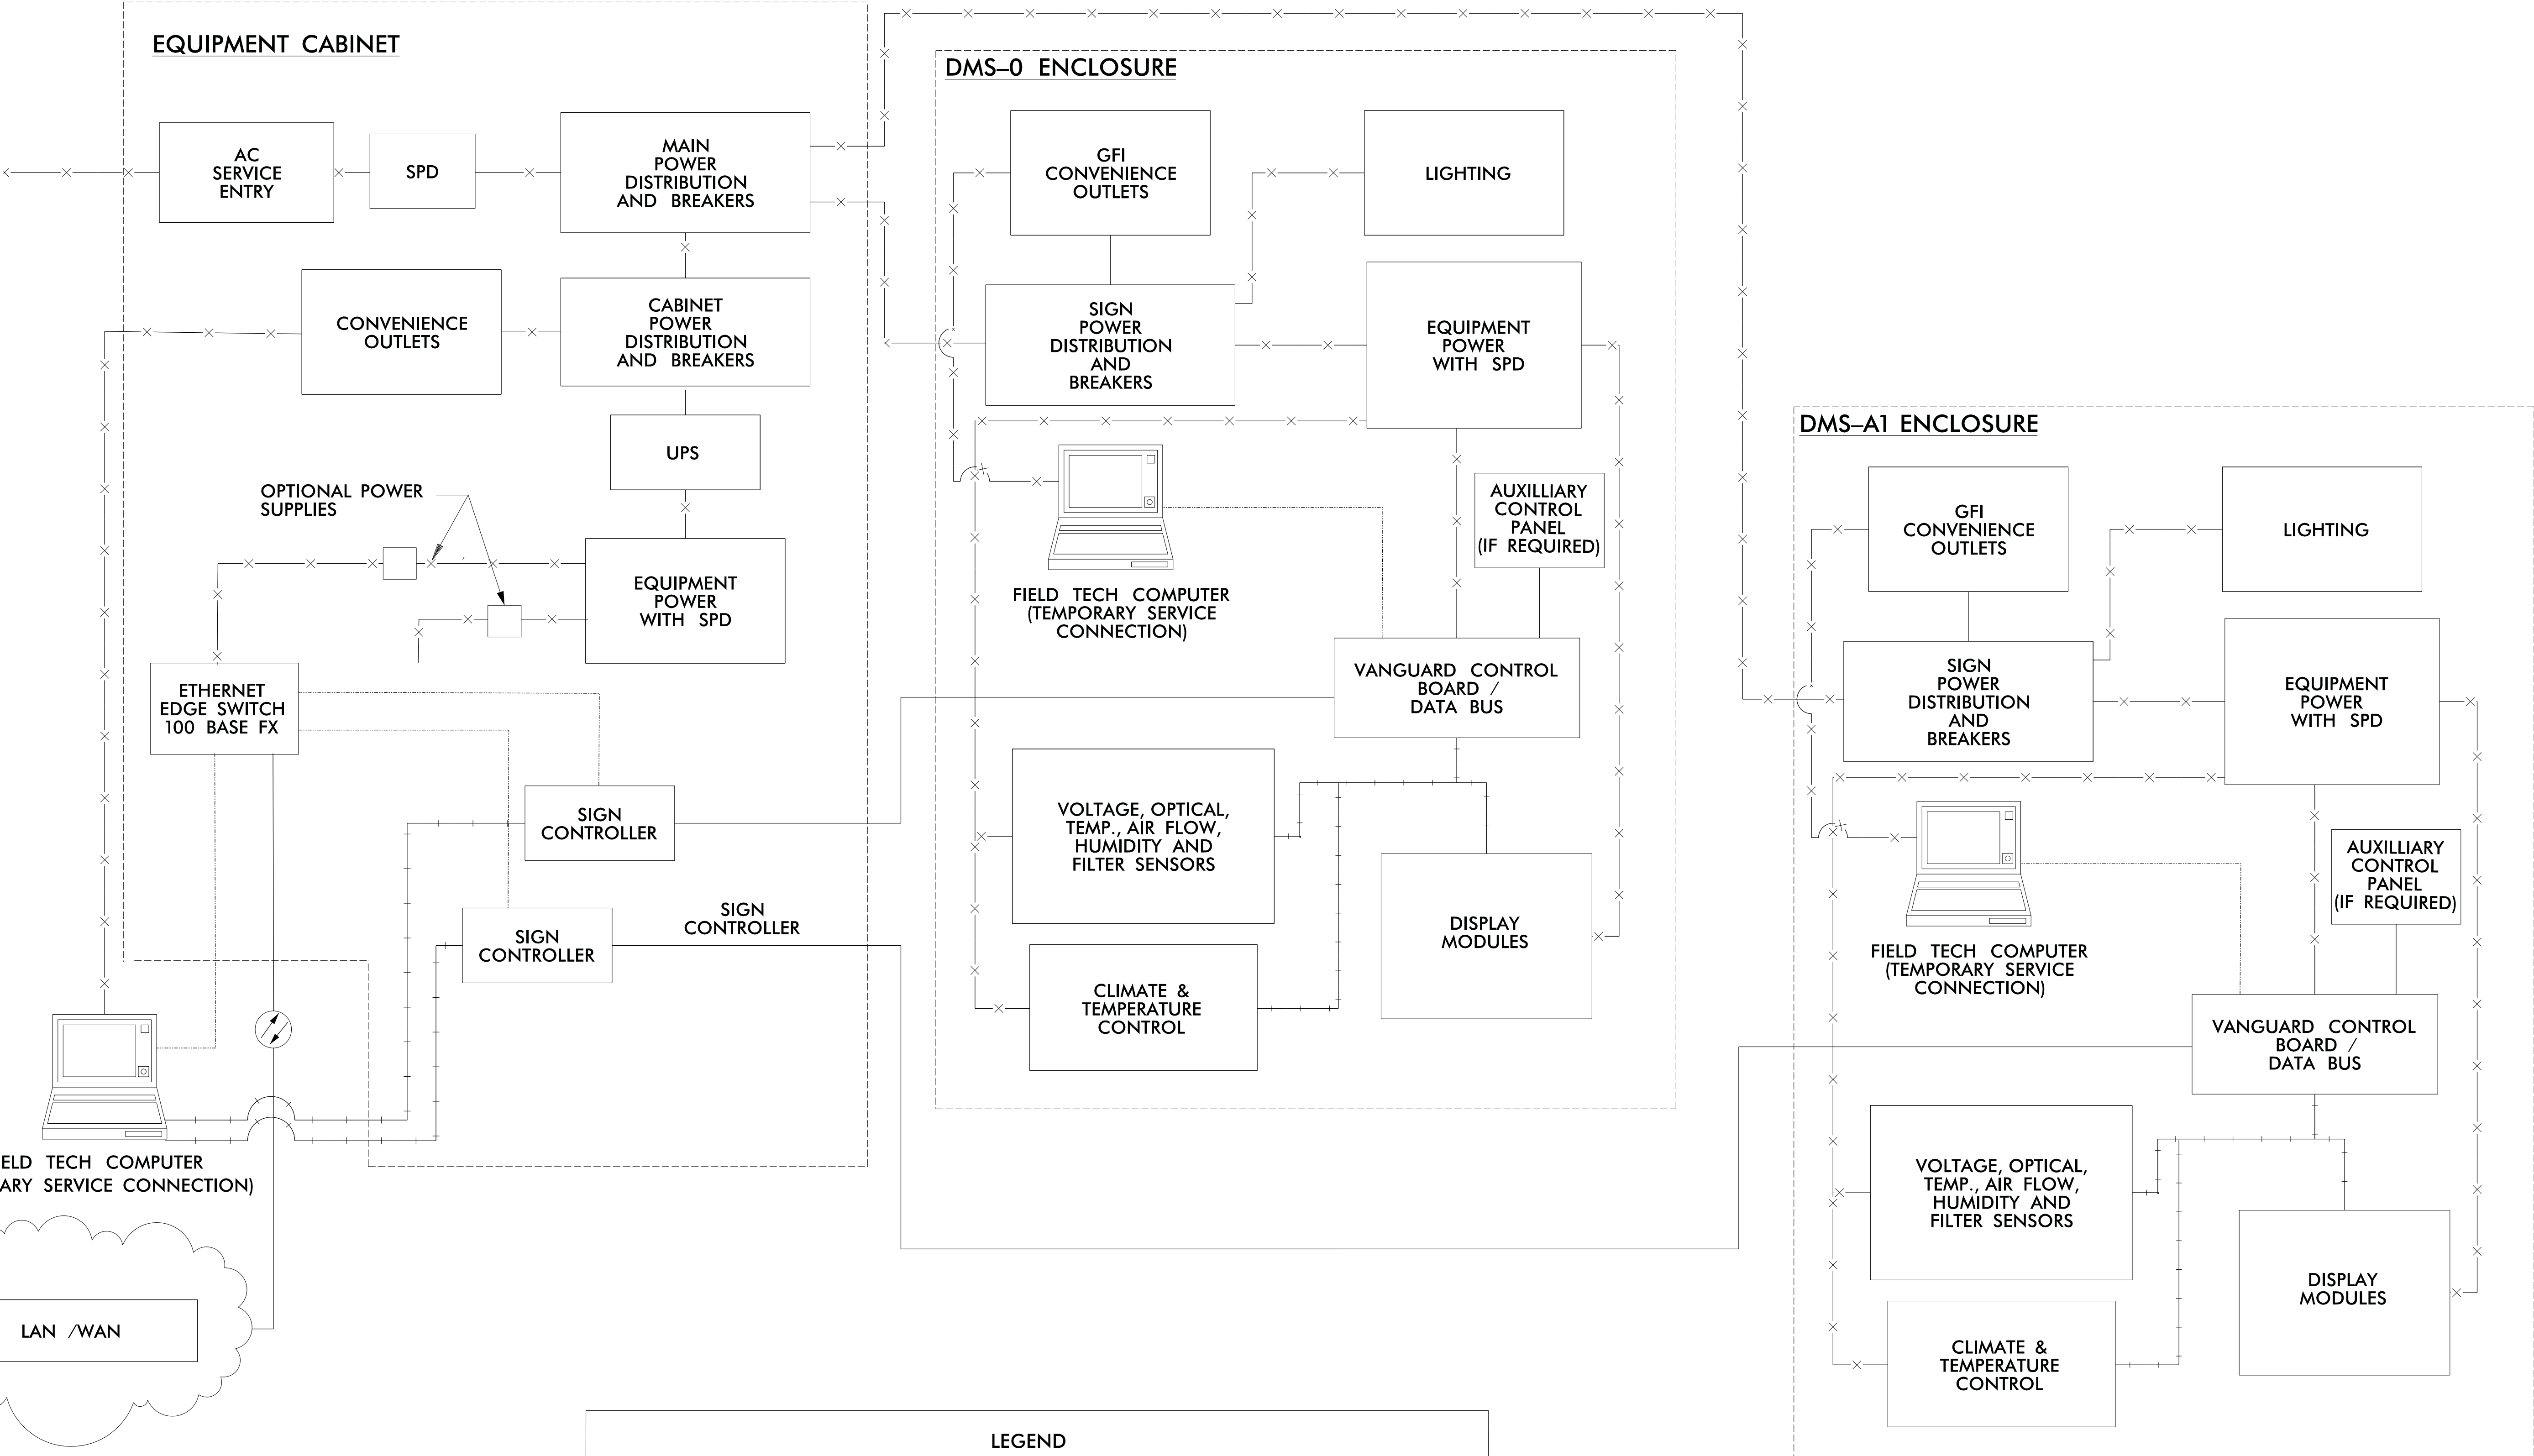 EQUIPMENT CABINET
AC
SERVICE
ENTRY
SPD
MAIN
POWER
DISTRIBUTION
AND BREAKERS
CONVENIENCE
OUTLETS
CABINET
POWER
DISTRIBUTION
AND BREAKERS
UPS
OPTIONAL POWER
SUPPLIES
EQUIPMENT
POWER
WITH SPD
ETHERNET
EDGE SWITCH
100 BASE FX
SIGN
CONTROLLER
SIGN
CONTROLLER
SIGN
CONTROLLER
ELD TECH COMPUTER
ARY SERVICE CONNECTION)
LAN /WAN
DMS–0 ENCLOSURE
GFI
CONVENIENCE
OUTLETS
LIGHTING
SIGN
POWER
DISTRIBUTION
AND
BREAKERS
EQUIPMENT
POWER
WITH SPD
FIELD TECH COMPUTER
(TEMPORARY SERVICE
CONNECTION)
AUXILLIARY
CONTROL
PANEL
(IF REQUIRED)
VANGUARD CONTROL
BOARD /
DATA BUS
VOLTAGE, OPTICAL,
TEMP., AIR FLOW,
HUMIDITY AND
FILTER SENSORS
DISPLAY
MODULES
CLIMATE &
TEMPERATURE
CONTROL
DMS–A1 ENCLOSURE
GFI
CONVENIENCE
OUTLETS
LIGHTING
SIGN
POWER
DISTRIBUTION
AND
BREAKERS
EQUIPMENT
POWER
WITH SPD
FIELD TECH COMPUTER
(TEMPORARY SERVICE
CONNECTION)
AUXILLIARY
CONTROL
PANEL
(IF REQUIRED)
VANGUARD CONTROL
BOARD /
DATA BUS
VOLTAGE, OPTICAL,
TEMP., AIR FLOW,
HUMIDITY AND
FILTER SENSORS
DISPLAY
MODULES
CLIMATE &
TEMPERATURE
CONTROL
LEGEND